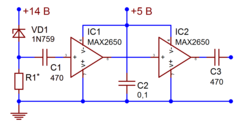 +14 В
+5 В
VD1
1N759
IC1
MAX2650
IC2
MAX2650
C1
470
R1*
C2
0,1
C3
470